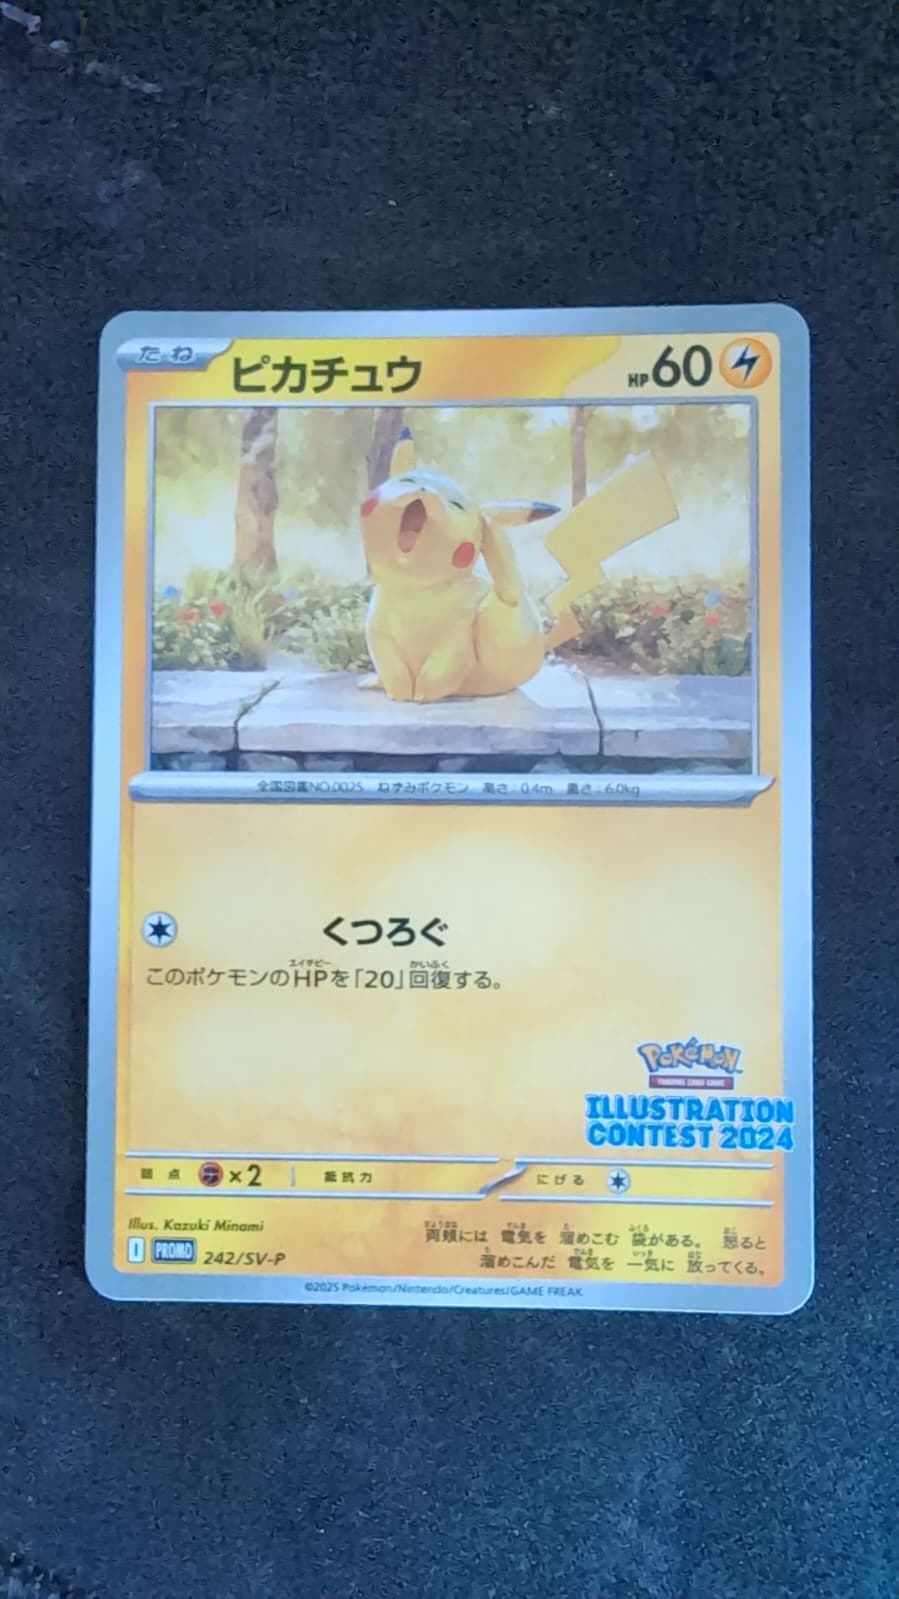 たね
ピカチュウ
HP60
全国図鑑NO.0025 ねずみポケモン 高さ:0.4m 重さ:6.0kg
くつろぐ
エイチピー かいふく
このポケモンのHPを「20」回復する。
Pokémon
TRADING CARD GAME
ILLUSTRATION
CONTEST 2024
弱点 ×2 抵抗力 にげる
Illus. Kazuki Minami
I PROMO 242/SV-P
りょうほほ でんき た ふくろ おこ
両頬には 電気を 溜めこむ 袋がある。 怒ると
た でんき いっき はな
溜めこんだ 電気を 一気に 放ってくる。
©2025 Pokémon/Nintendo/Creatures/GAME FREAK